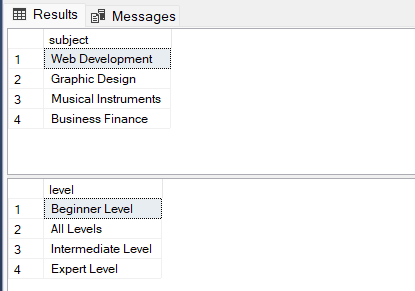 Results Messages
subject
1 Web Development
2 Graphic Design
3 Musical Instruments
4 Business Finance
level
1 Beginner Level
2 All Levels
3 Intermediate Level
4 Expert Level